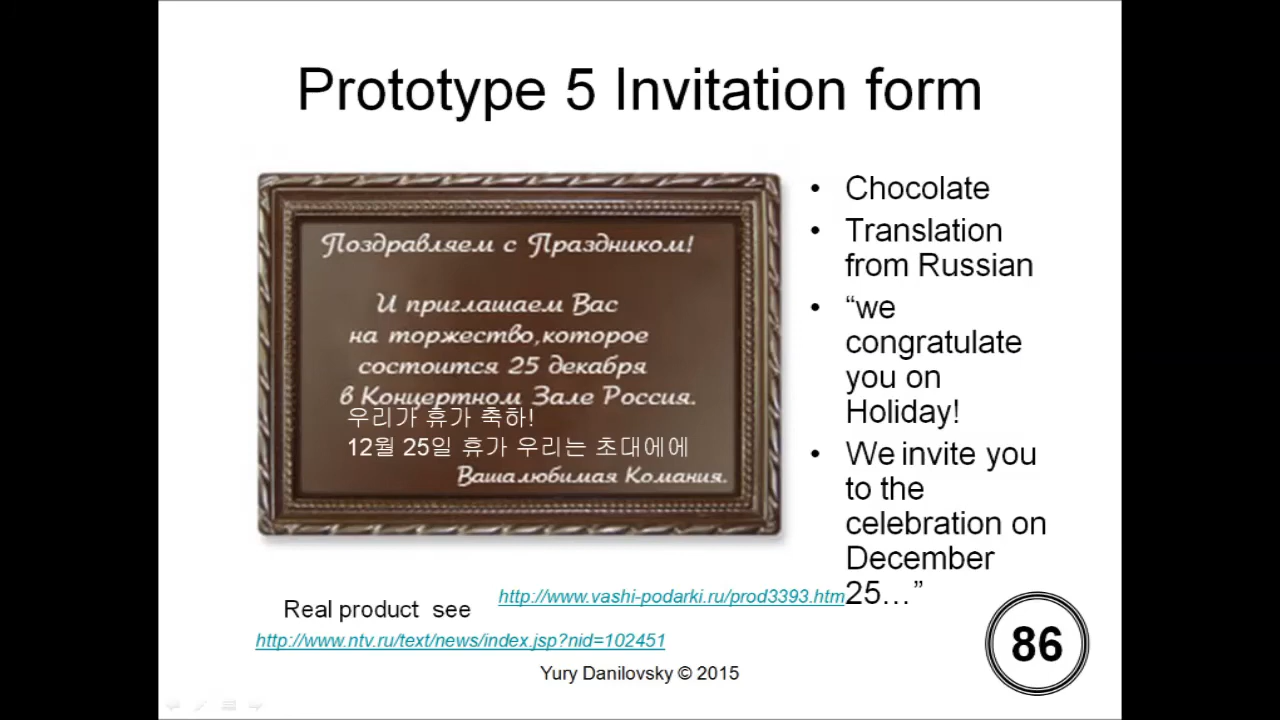 Prototype 5 Invitation form
Поздравляем с Праздником!
И приглашаем Вас
на торжество,которое
состоится 25 декабря
в Концертном Зале Россия.
우리가 휴가 축하!
12월 25일 휴가 우리는 초대에에
Ваша любимая Комания.
• Chocolate
• Translation
from Russian
• “we
congratulate
you on
Holiday!
• We invite you
to the
celebration on
December
25…”
http://www.vashi-podarki.ru/prod3393.htm
Real product see
http://www.ntv.ru/text/news/index.jsp?nid=102451
Yury Danilovsky © 2015
86